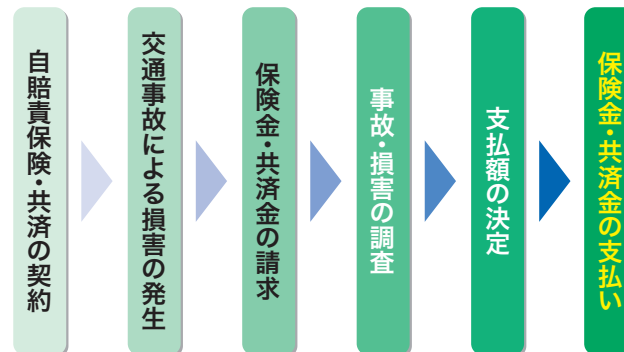 自賠責保険・共済の契約
交通事故による損害の発生
保険金・共済金の請求
事故・損害の調査
支払額の決定
保険金・共済金の支払い